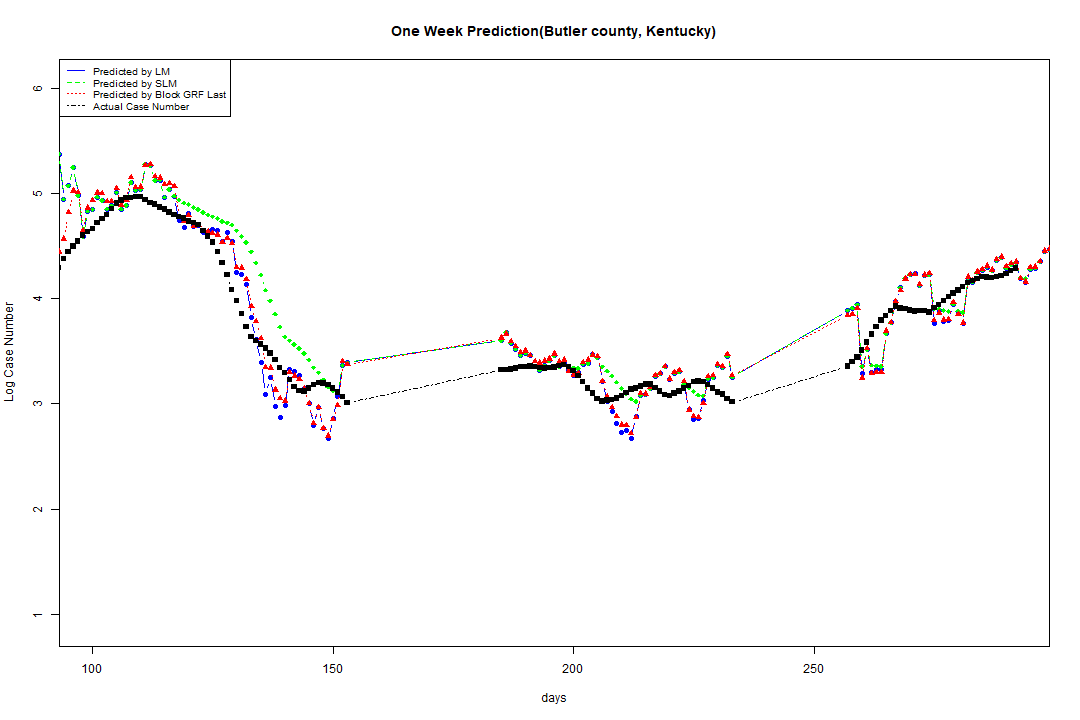 One Week Prediction(Butler county, Kentucky)
Predicted by LM
Predicted by SLM
Predicted by Block GRF Last
Actual Case Number
6
5
4
3
2
1
Log Case Number
100 150 200 250
days